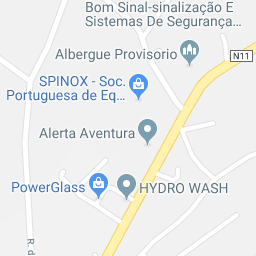 Bom Sinal-sinalização E
Sistemas De Segurança...
Albergue Provisorio
N11
SPINOX - Soc.
Portuguesa de Eq...
Alerta Aventura
PowerGlass
HYDRO WASH
R. d